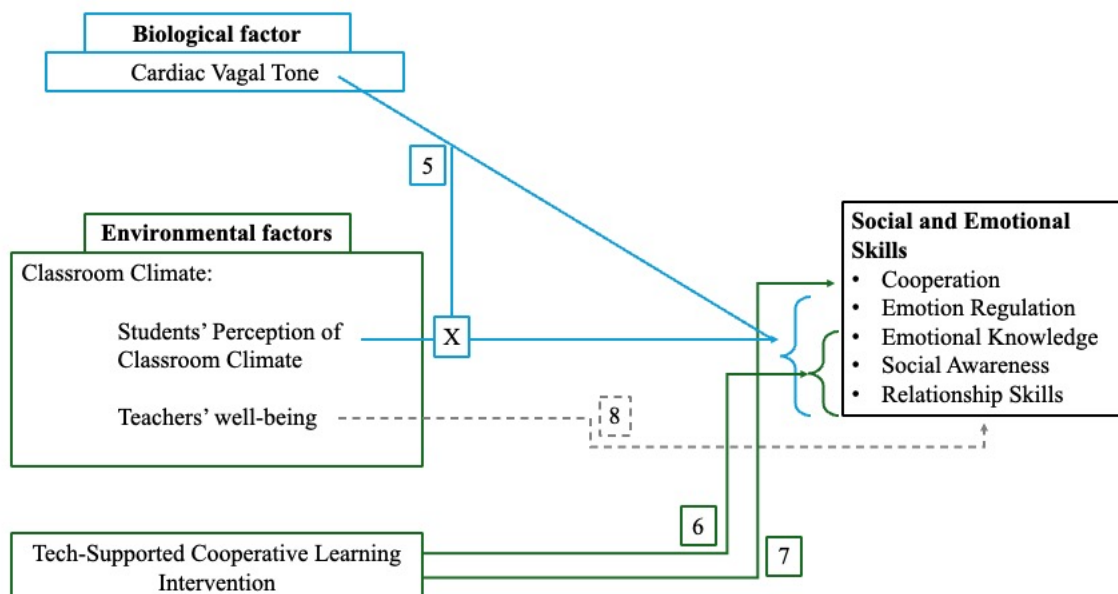 Biological factor
Cardiac Vagal Tone
5
Environmental factors
Classroom Climate:
Students’ Perception of
Classroom Climate
X
Teachers’ well-being
8
Social and Emotional
Skills
• Cooperation
• Emotion Regulation
• Emotional Knowledge
• Social Awareness
• Relationship Skills
6
7
Tech-Supported Cooperative Learning
Intervention